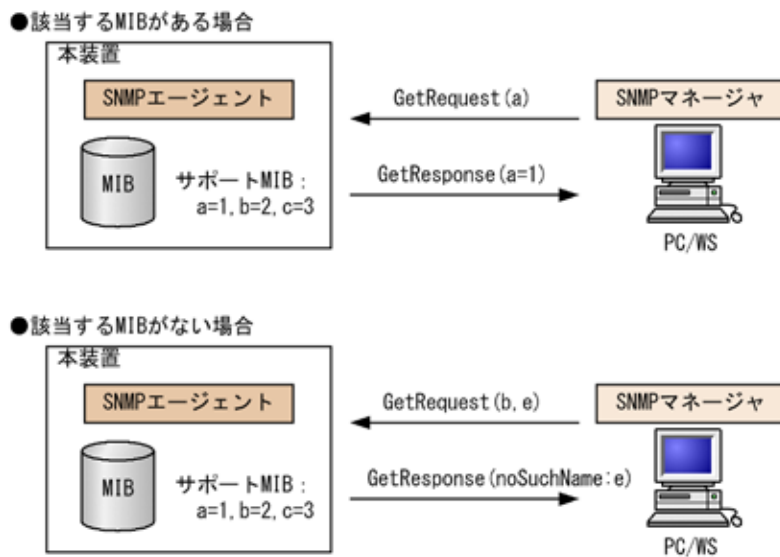 ●該当するMIBがある場合
本装置
SNMPエージェント
GetRequest(a)
SNMPマネージャ
MIB
サポートMIB：
a=1,b=2,c=3
GetResponse(a=1)
PC/WS
●該当するMIBがない場合
本装置
SNMPエージェント
GetRequest(b,e)
SNMPマネージャ
MIB
サポートMIB：
a=1,b=2,c=3
GetResponse(noSuchName:e)
PC/WS